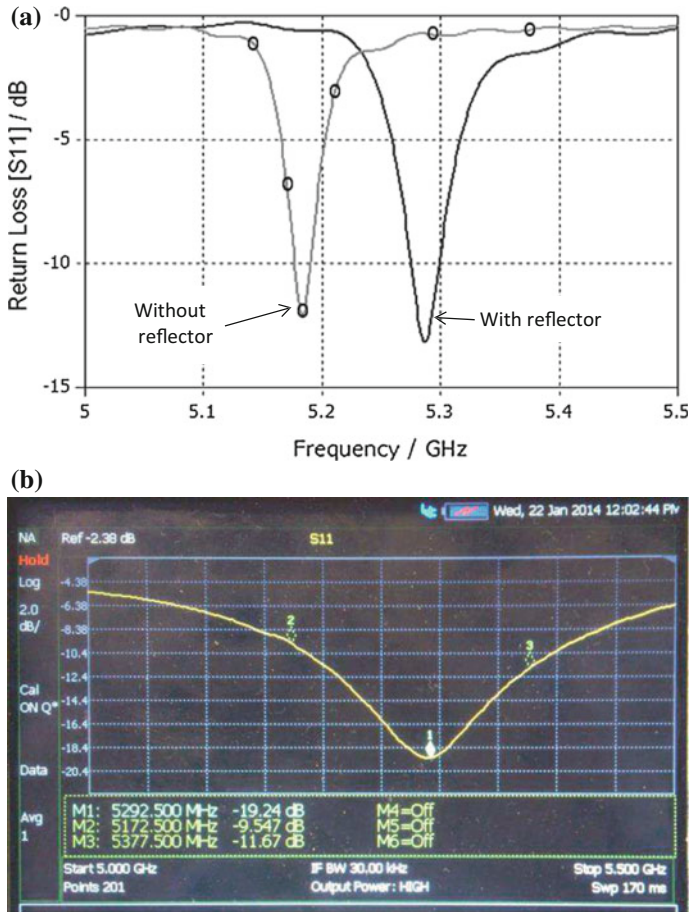 (a)
-0
-5
-10
-15
Return Loss [S11] / dB
Without reflector
With reflector
5
5.1
5.2
5.3
5.4
5.5
Frequency / GHz
(b)
Wed, 22 Jan 2014 12:02:44 PM
NA
Ref -2.38 dB
S11
Hold
Log
2.0
dB/
Cal
ON Q*
Data
Avg
1
-4.38
-6.38
-8.38
-10.4
-12.4
-14.4
-16.4
-18.4
-20.4
2
3
1
M1: 5292.500 MHz -19.24 dB M4=Off
M2: 5172.500 MHz -9.547 dB M5=Off
M3: 5377.500 MHz -11.67 dB M6=Off
Start 5.000 GHz IF BW 30.00 kHz Stop 5.500 GHz
Points 201 Output Power: HIGH Swp 170 ms